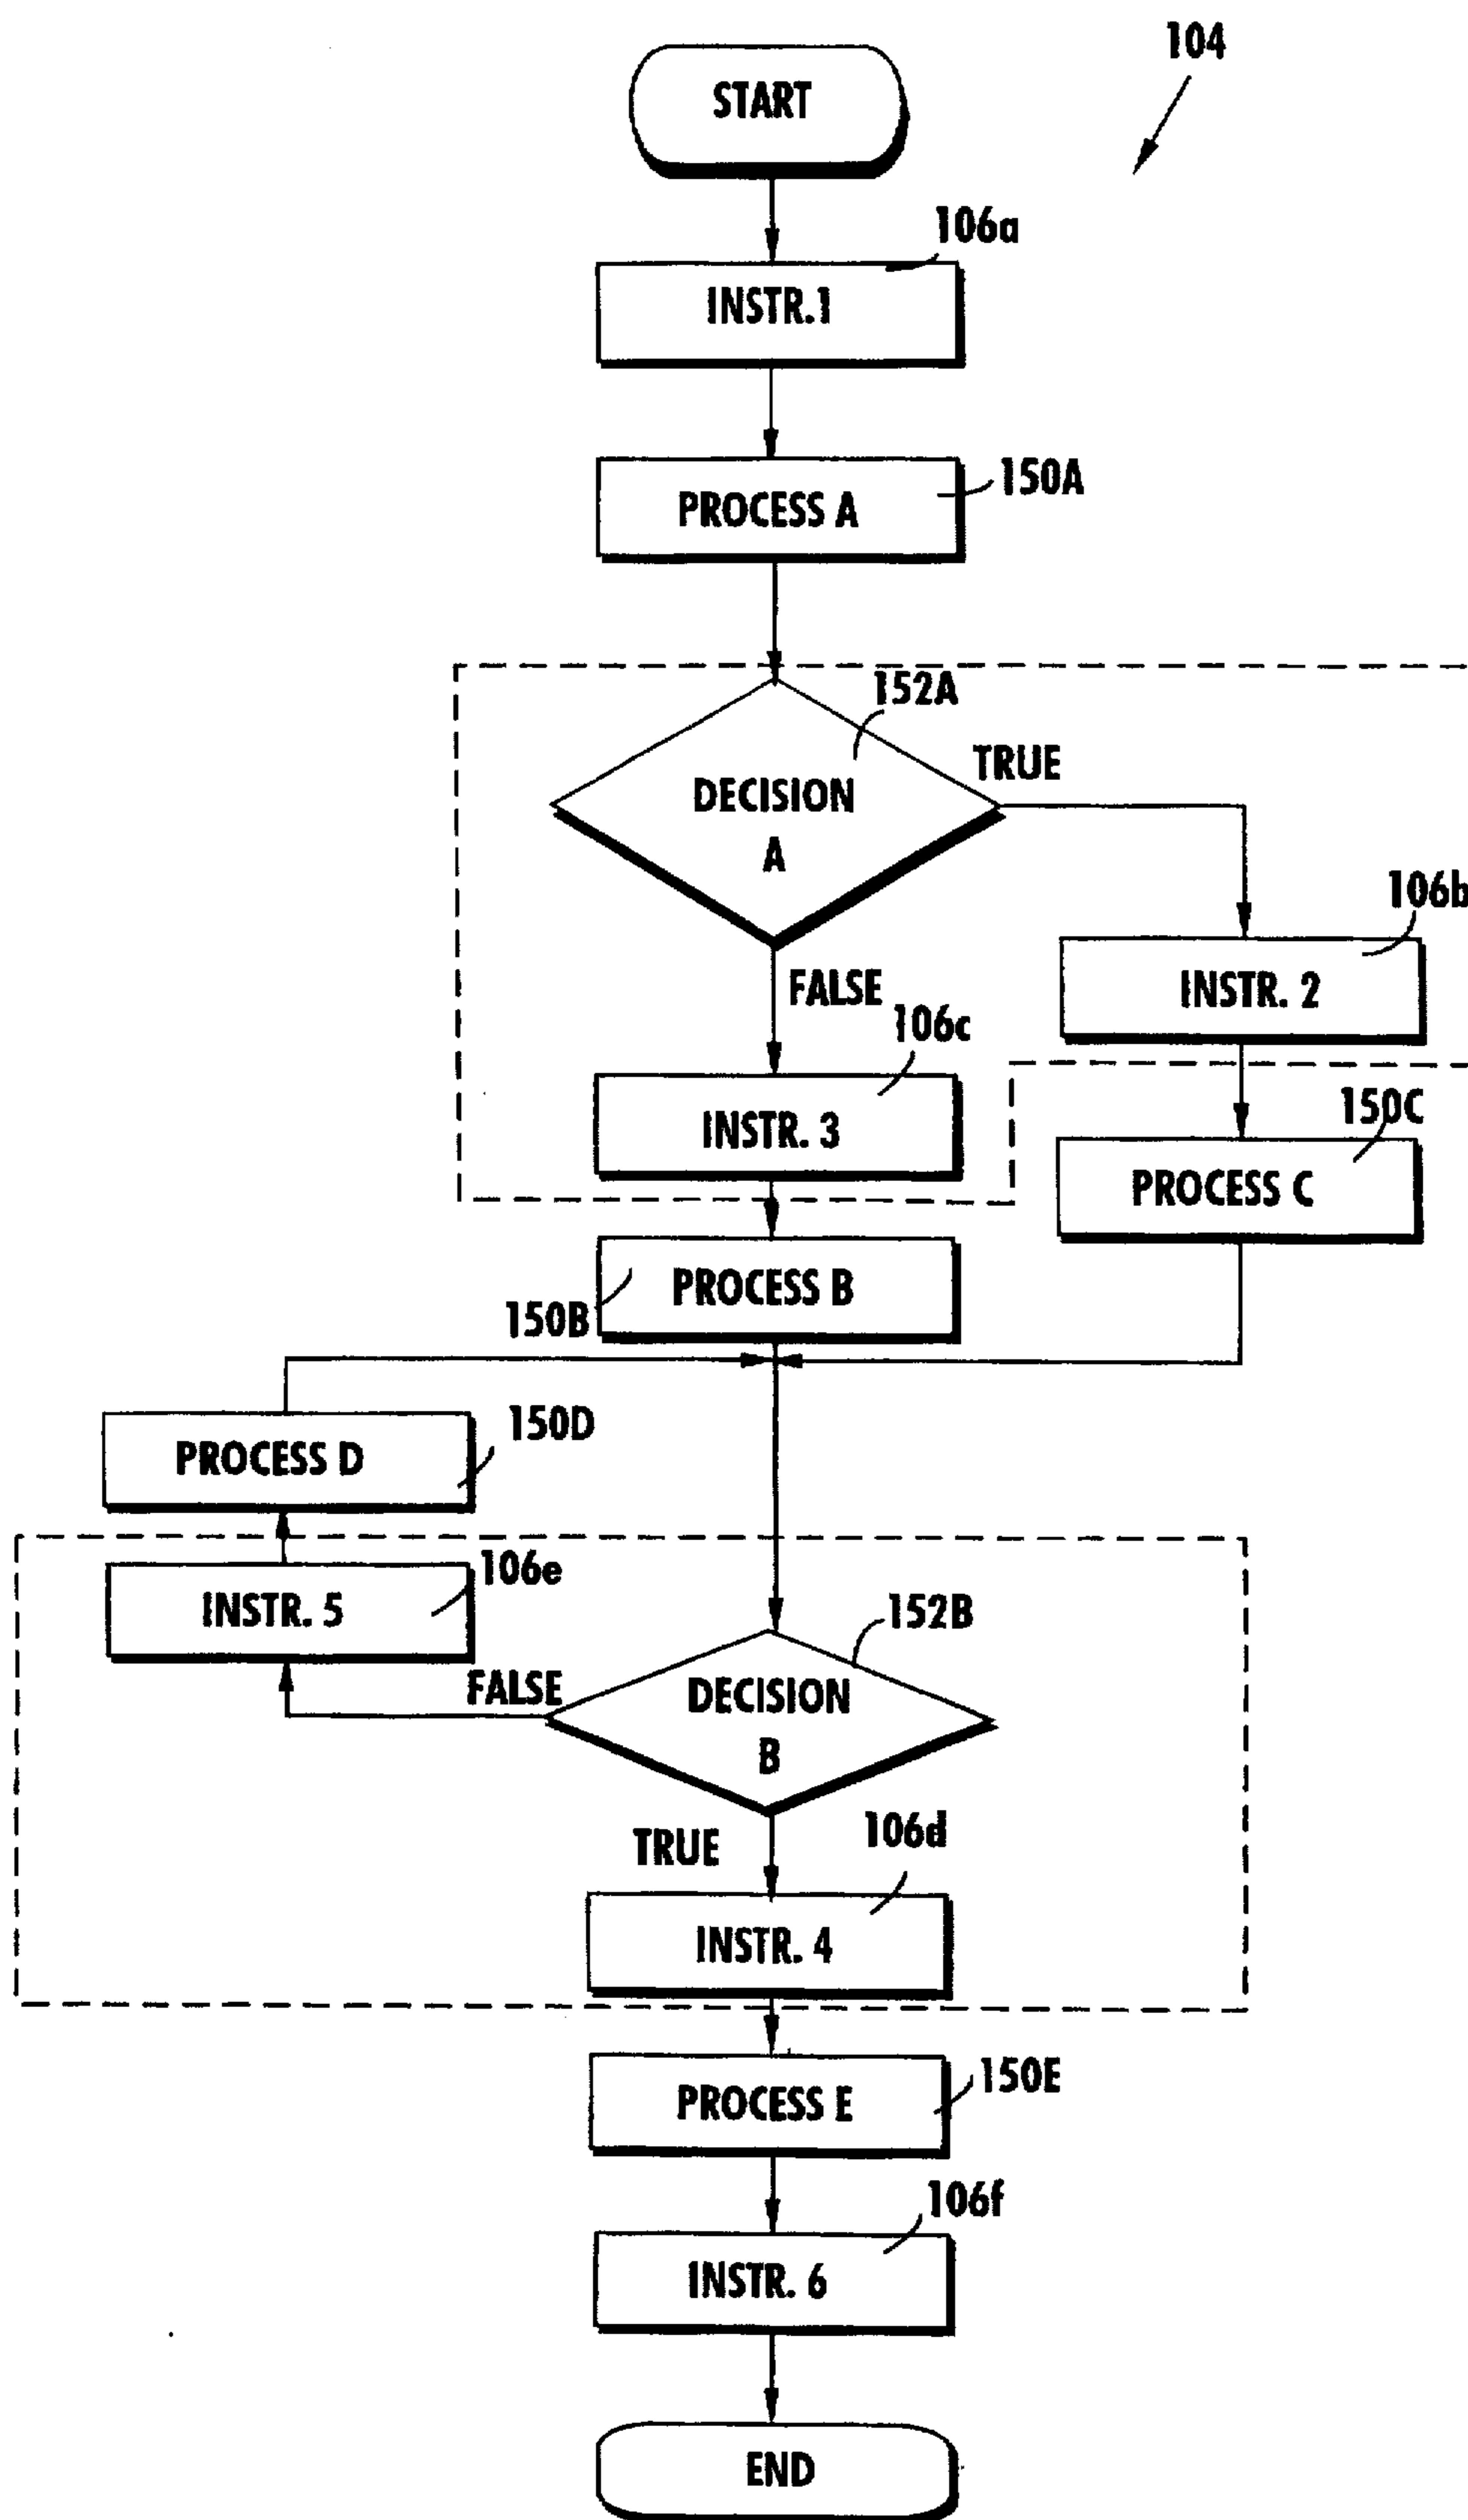 104
START
106a
INSTR.1
150A
PROCESS A
152A
TRUE
DECISION
A
106b
INSTR. 2
FALSE
106c
INSTR. 3
150C
PROCESS C
PROCESS B
150B
150D
PROCESS D
106e
INSTR. 5
152B
FALSE
DECISION
B
TRUE
106d
INSTR. 4
150E
PROCESS E
106f
INSTR. 6
END